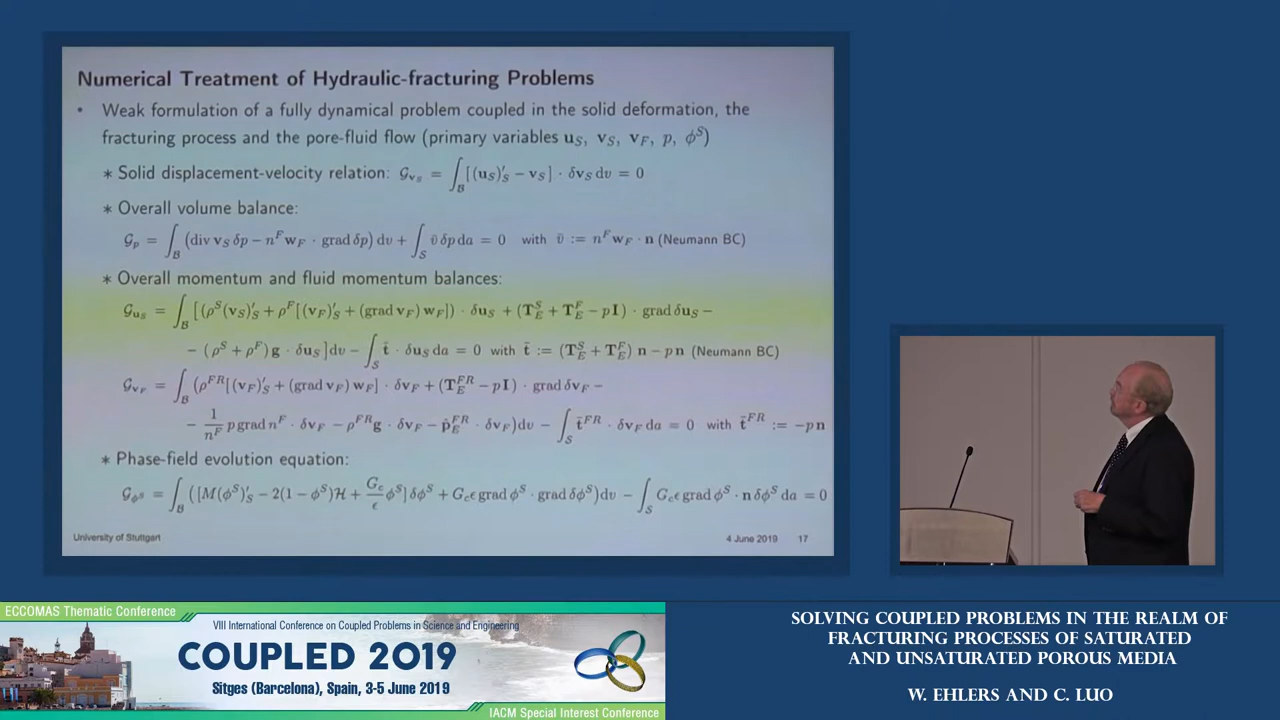 Numerical Treatment of Hydraulic-fracturing Problems
• Weak formulation of a fully dynamical problem coupled in the solid deformation, the
fracturing process and the pore-fluid flow (primary variables u_S, v_S, v_F, p, ϕ^S)
∗ Solid displacement-velocity relation: 𝒢_{v_S} = ∫_ℬ [(u_S)′_S − v_S] · δv_S dv = 0
∗ Overall volume balance:
𝒢_p = ∫_ℬ (div v_S δp − n^F w_F · grad δp) dv + ∫_𝒮 v̄ δp da = 0 with v̄ := n^F w_F · n (Neumann BC)
∗ Overall momentum and fluid momentum balances:
𝒢_{u_S} = ∫_ℬ [(ρ^S(v_S)′_S + ρ^F[(v_F)′_S + (grad v_F) w_F]) · δu_S + (T_E^S + T_E^F − p I) · grad δu_S −
− (ρ^S + ρ^F) g · δu_S ] dv − ∫_𝒮 t̄ · δu_S da = 0 with t̄ := (T_E^S + T_E^F) n − p n (Neumann BC)
𝒢_{v_F} = ∫_ℬ (ρ^{FR}[(v_F)′_S + (grad v_F) w_F] · δv_F + (T_E^{FR} − p I) · grad δv_F −
− 1/n^F p grad n^F · δv_F − ρ^{FR} g · δv_F − p̂_E^{FR} · δv_F) dv − ∫_𝒮 t̄^{FR} · δv_F da = 0 with t̄^{FR} := −p n
∗ Phase-field evolution equation:
𝒢_{ϕ^S} = ∫_ℬ ([M(ϕ^S)′_S − 2(1 − ϕ^S)ℋ + G_c/ϵ ϕ^S] δϕ^S + G_c ϵ grad ϕ^S · grad δϕ^S) dv − ∫_𝒮 G_c ϵ grad ϕ^S · n δϕ^S da = 0
University of Stuttgart 4 June 2019 17
ECCOMAS Thematic Conference
VIII International Conference on Coupled Problems in Science and Engineering
COUPLED 2019
Sitges (Barcelona), Spain, 3-5 June 2019
IACM Special Interest Conference
SOLVING COUPLED PROBLEMS IN THE REALM OF
FRACTURING PROCESSES OF SATURATED
AND UNSATURATED POROUS MEDIA
W. EHLERS AND C. LUO